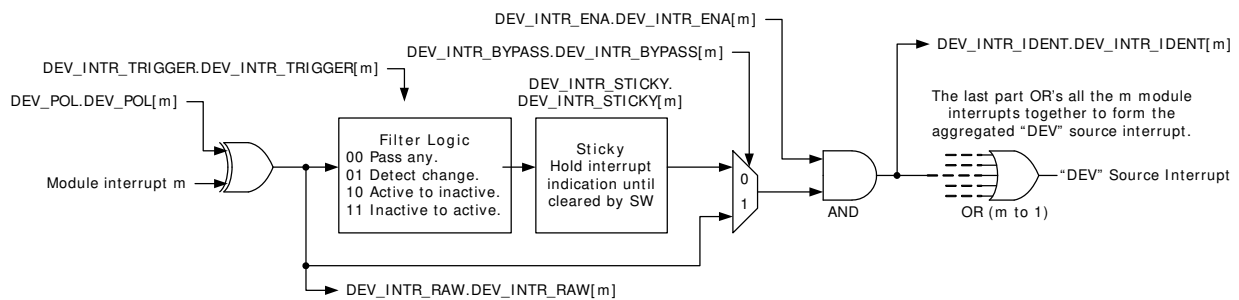 DEV_INTR_ENA.DEV_INTR_ENA[m]
DEV_INTR_BYPASS.DEV_INTR_BYPASS[m]
DEV_INTR_IDENT.DEV_INTR_IDENT[m]
DEV_INTR_TRIGGER.DEV_INTR_TRIGGER[m]
DEV_INTR_STICKY.
DEV_INTR_STICKY[m]
DEV_POL.DEV_POL[m]
The last part OR's all the m module
interrupts together to form the
aggregated “DEV” source interrupt.
Filter Logic
00 Pass any.
01 Detect change.
10 Active to inactive.
11 Inactive to active.
Sticky
Hold interrupt
indication until
cleared by SW
0
1
Module interrupt m
AND
OR (m to 1)
“DEV” Source Interrupt
DEV_INTR_RAW.DEV_INTR_RAW[m]